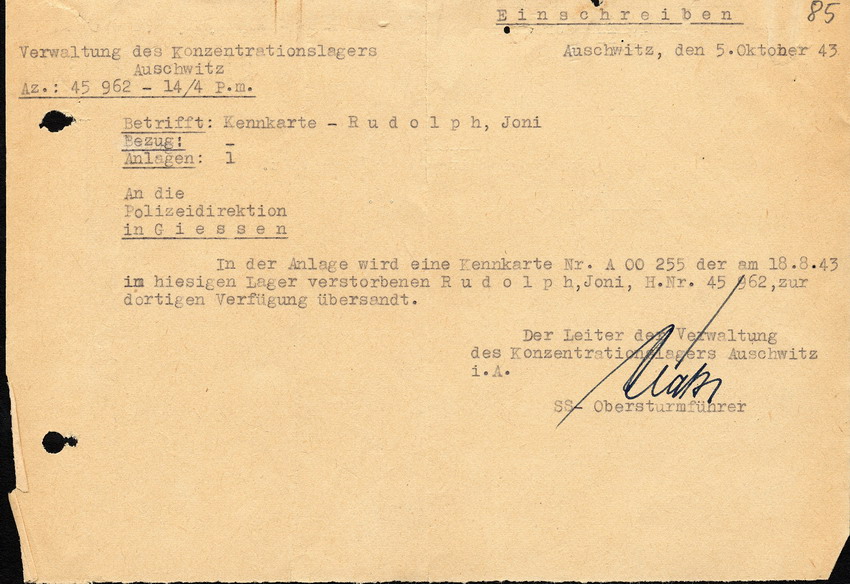 85
Einschreiben
Verwaltung des Konzentrationslagers
Auschwitz
Auschwitz, den 5.Oktober 43
Az.: 45 962 - 14/4 P.m.
Betrifft: Kennkarte - R u d o l p h, Joni
Bezug: -
Anlagen: 1
An die
Polizeidirektion
in G i e s s e n
In der Anlage wird eine Kennkarte Nr. A 00 255 der am 18.8.43
im hiesigen Lager verstorbenen R u d o l p h,Joni, H.Nr. 45 962,zur
dortigen Verfügung übersandt.
Der Leiter der Verwaltung
des Konzentrationslagers Auschwitz
i.A.
SS- Obersturmführer